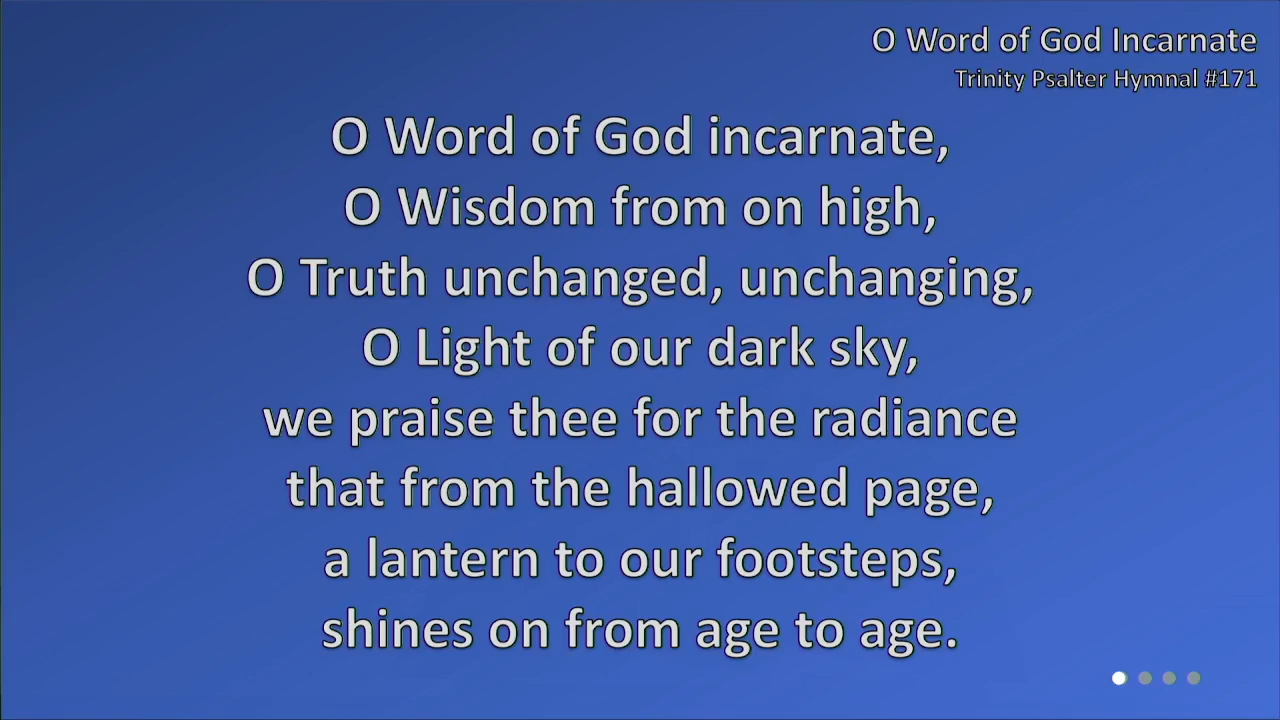 O Word of God Incarnate
Trinity Psalter Hymnal #171
O Word of God incarnate,
O Wisdom from on high,
O Truth unchanged, unchanging,
O Light of our dark sky,
we praise thee for the radiance
that from the hallowed page,
a lantern to our footsteps,
shines on from age to age.